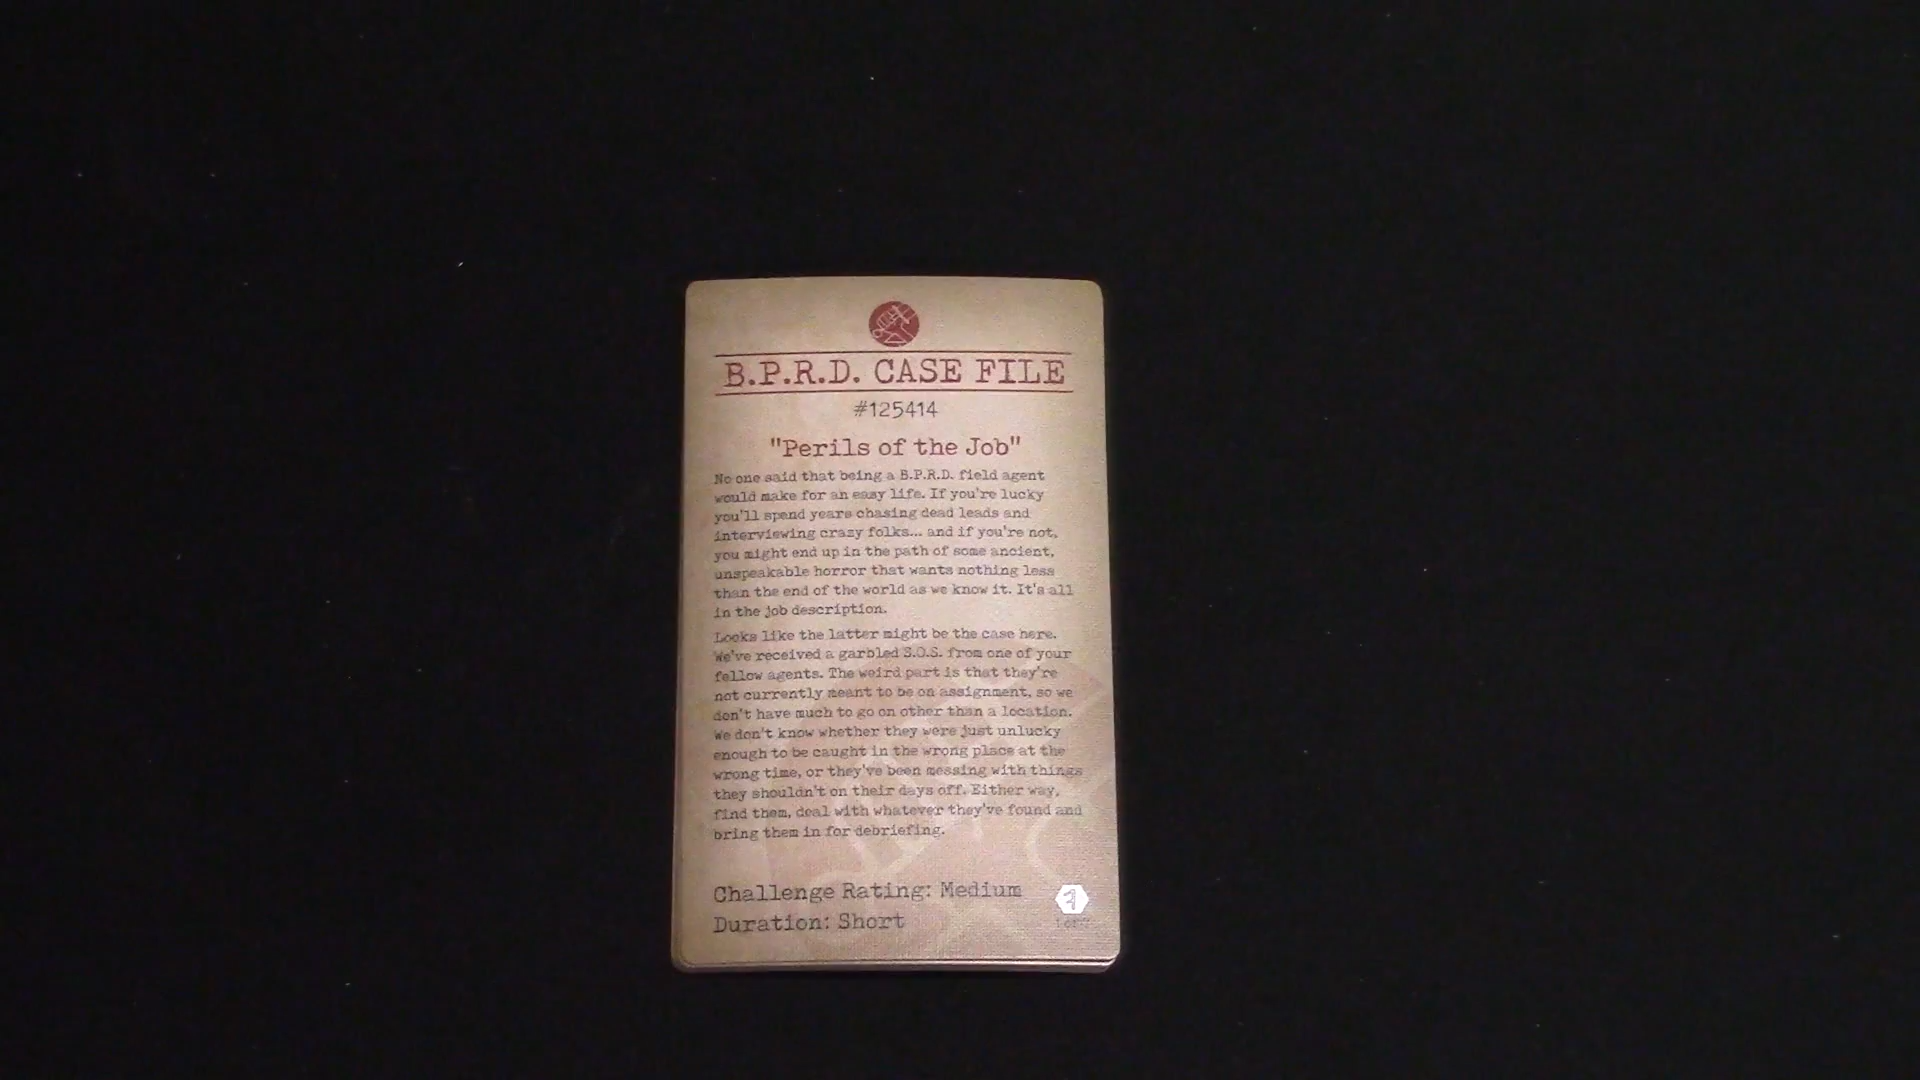 B.P.R.D. CASE FILE
#125414
"Perils of the Job"
No one said that being a B.P.R.D. field agent
would make for an easy life. If you're lucky
you'll spend years chasing dead leads and
interviewing crazy folks... and if you're not,
you might end up in the path of some ancient,
unspeakable horror that wants nothing less
than the end of the world as we know it. It's all
in the job description.
Looks like the latter might be the case here.
We've received a garbled S.O.S. from one of your
fellow agents. The weird part is that they're
not currently meant to be on assignment, so we
don't have much to go on other than a location.
We don't know whether they were just unlucky
enough to be caught in the wrong place at the
wrong time, or they've been messing with things
they shouldn't on their days off. Either way,
find them, deal with whatever they've found and
bring them in for debriefing.
Challenge Rating: Medium
Duration: Short